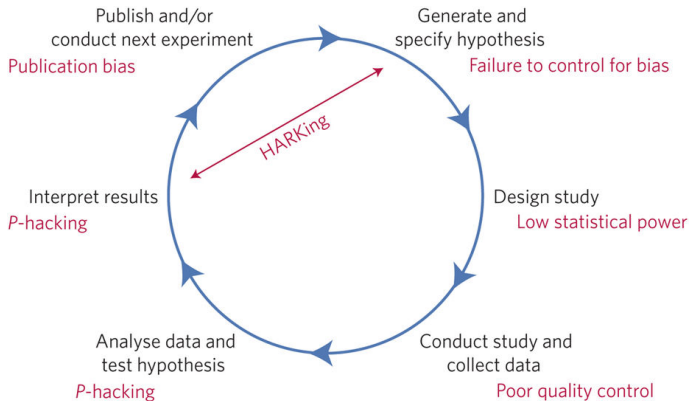 Publish and/or
conduct next experiment
Publication bias
Generate and
specify hypothesis
Failure to control for bias
HARKing
Interpret results
P-hacking
Design study
Low statistical power
Analyse data and
test hypothesis
P-hacking
Conduct study and
collect data
Poor quality control